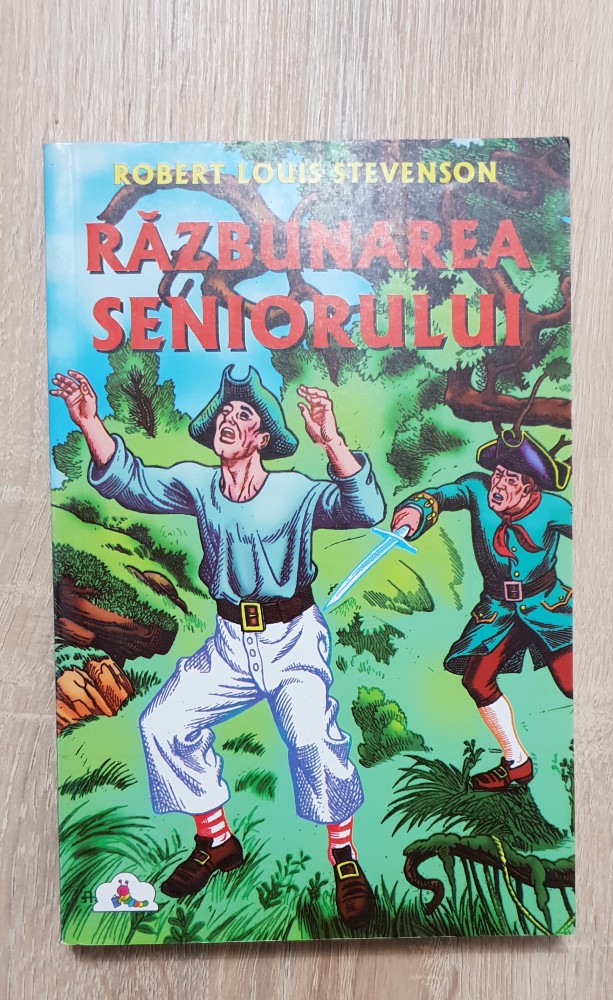 ROBERT LOUIS STEVENSON
RĂZBUNAREA
SENIORULUI